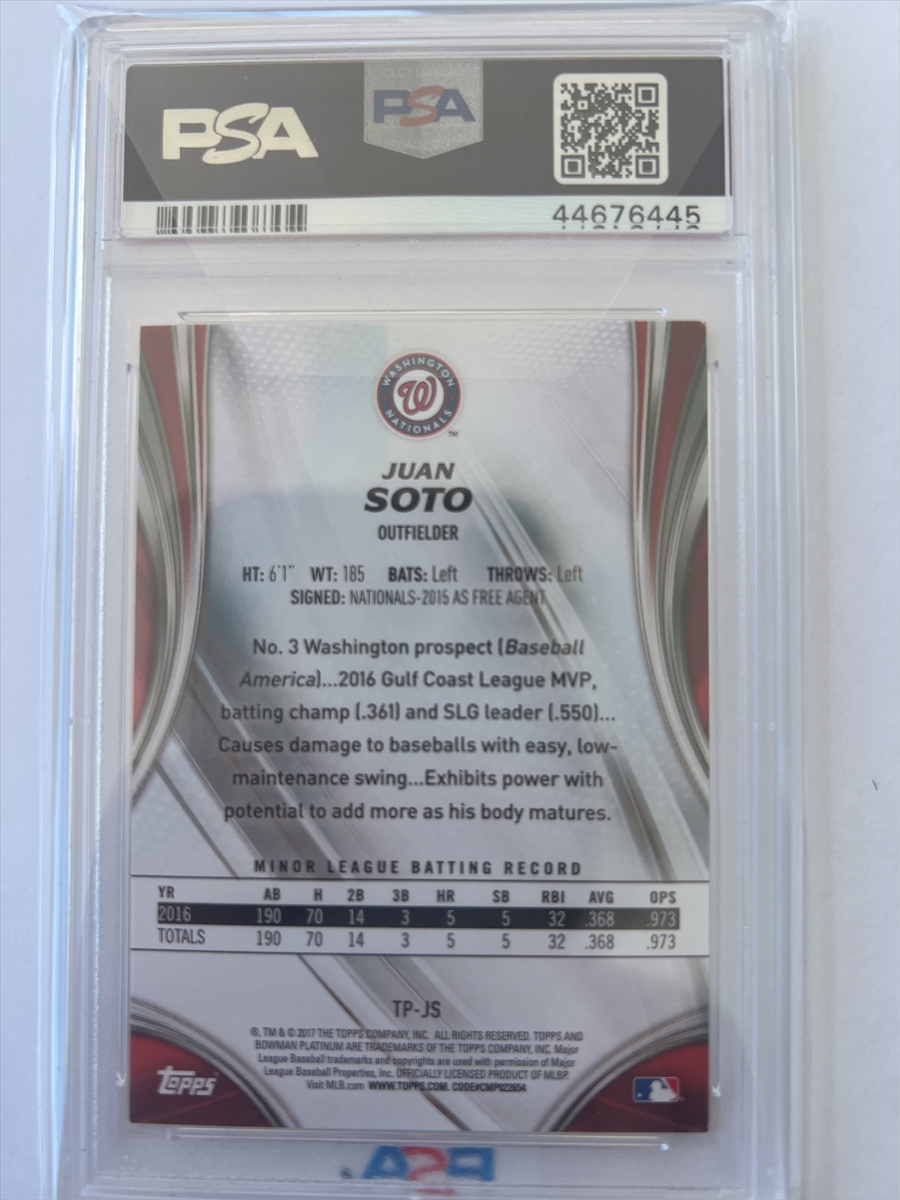 PSA
PSA
44676445
WASHINGTON
W
NATIONALS
TM
JUAN
SOTO
OUTFIELDER
HT: 6'1" WT: 185 BATS: Left THROWS: Left
SIGNED: NATIONALS-2015 AS FREE AGENT
No. 3 Washington prospect (Baseball
America)...2016 Gulf Coast League MVP,
batting champ (.361) and SLG leader (.550)...
Causes damage to baseballs with easy, low-
maintenance swing...Exhibits power with
potential to add more as his body matures.
MINOR LEAGUE BATTING RECORD
YR AB H 2B 3B HR SB RBI AVG OPS
2016 190 70 14 3 5 5 32 .368 .973
TOTALS 190 70 14 3 5 5 32 .368 .973
TP-JS
®, TM & © 2017 THE TOPPS COMPANY, INC. ALL RIGHTS RESERVED. TOPPS AND
BOWMAN PLATINUM ARE TRADEMARKS OF THE TOPPS COMPANY, INC. Major
League Baseball trademarks and copyrights are used with permission of Major
League Baseball Properties, Inc. OFFICIALLY LICENSED PRODUCT OF MLBP.
Visit MLB.com WWW.TOPPS.COM. CODE#CMP022654
Topps